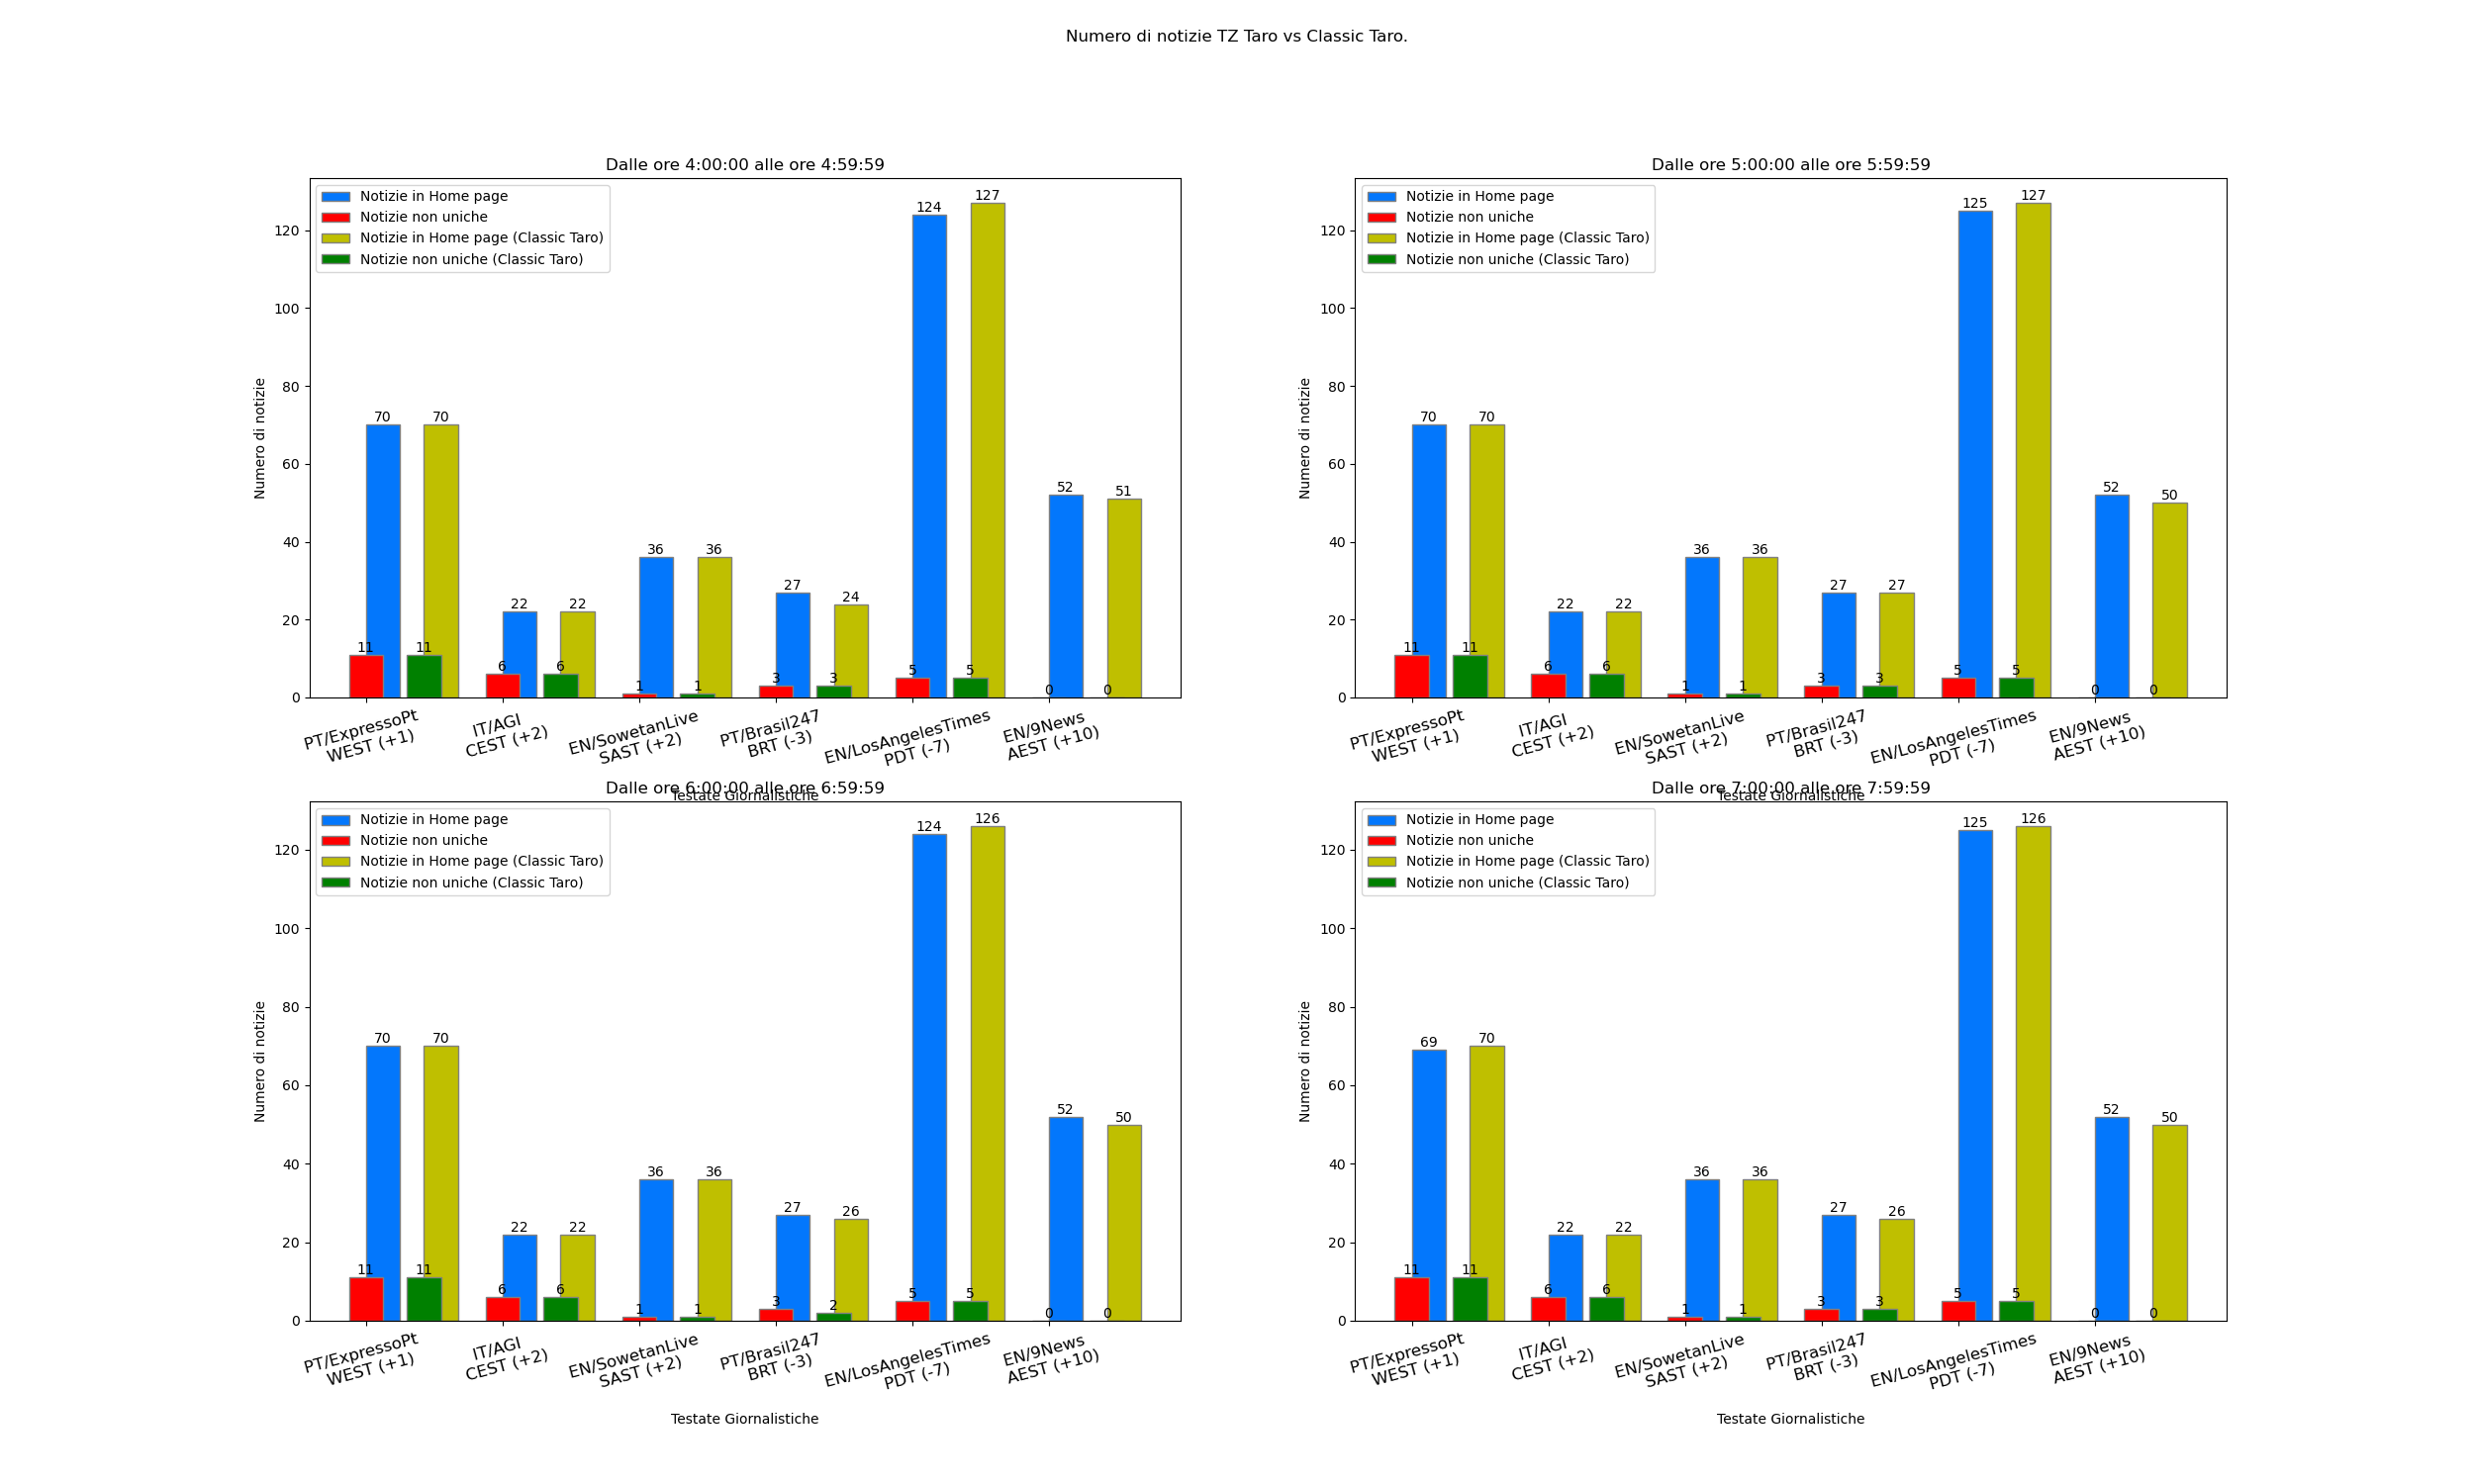 Numero di notizie TZ Taro vs Classic Taro.
Dalle ore 4:00:00 alle ore 4:59:59
Notizie in Home page
Notizie non uniche
Notizie in Home page (Classic Taro)
Notizie non uniche (Classic Taro)
Numero di notizie
120
100
80
60
40
20
0
70 70 22 22 36 36 27 24 124 127 52 51
11 11 6 6 1 1 3 3 5 5 0 0
PT/ExpressoPt
WEST (+1)
IT/AGI
CEST (+2)
EN/SowetanLive
SAST (+2)
PT/Brasil247
BRT (-3)
EN/LosAngelesTimes
PDT (-7)
EN/9News
AEST (+10)
Testate Giornalistiche
Dalle ore 5:00:00 alle ore 5:59:59
Notizie in Home page
Notizie non uniche
Notizie in Home page (Classic Taro)
Notizie non uniche (Classic Taro)
Numero di notizie
120
100
80
60
40
20
0
70 70 22 22 36 36 27 27 125 127 52 50
11 11 6 6 1 1 3 3 5 5 0 0
PT/ExpressoPt
WEST (+1)
IT/AGI
CEST (+2)
EN/SowetanLive
SAST (+2)
PT/Brasil247
BRT (-3)
EN/LosAngelesTimes
PDT (-7)
EN/9News
AEST (+10)
Testate Giornalistiche
Dalle ore 6:00:00 alle ore 6:59:59
Notizie in Home page
Notizie non uniche
Notizie in Home page (Classic Taro)
Notizie non uniche (Classic Taro)
Numero di notizie
120
100
80
60
40
20
0
70 70 22 22 36 36 27 26 124 126 52 50
11 11 6 6 1 1 3 2 5 5 0 0
PT/ExpressoPt
WEST (+1)
IT/AGI
CEST (+2)
EN/SowetanLive
SAST (+2)
PT/Brasil247
BRT (-3)
EN/LosAngelesTimes
PDT (-7)
EN/9News
AEST (+10)
Testate Giornalistiche
Dalle ore 7:00:00 alle ore 7:59:59
Notizie in Home page
Notizie non uniche
Notizie in Home page (Classic Taro)
Notizie non uniche (Classic Taro)
Numero di notizie
120
100
80
60
40
20
0
69 70 22 22 36 36 27 26 125 126 52 50
11 11 6 6 1 1 3 3 5 5 0 0
PT/ExpressoPt
WEST (+1)
IT/AGI
CEST (+2)
EN/SowetanLive
SAST (+2)
PT/Brasil247
BRT (-3)
EN/LosAngelesTimes
PDT (-7)
EN/9News
AEST (+10)
Testate Giornalistiche